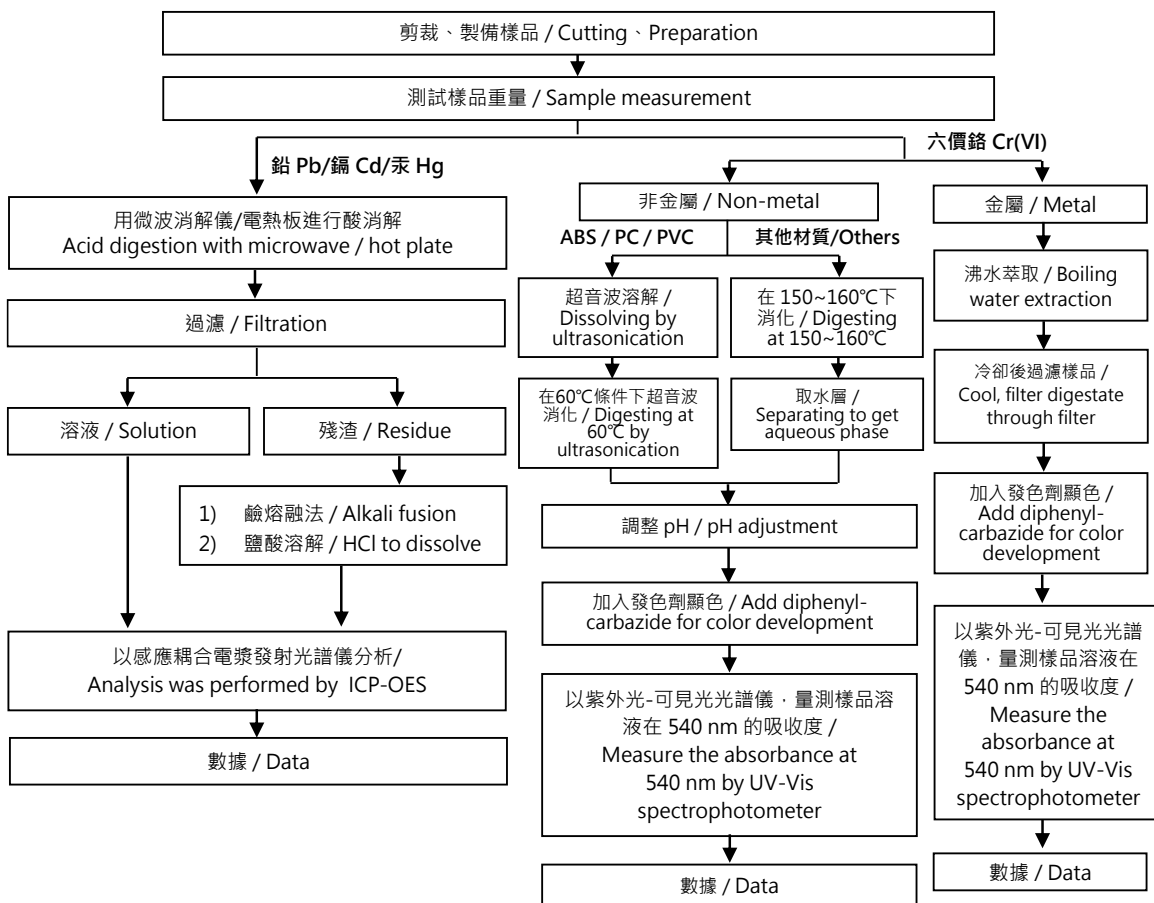 剪裁、製備樣品 / Cutting、Preparation
測試樣品重量 / Sample measurement
鉛 Pb/鎘 Cd/汞 Hg
六價鉻 Cr(VI)
用微波消解儀/電熱板進行酸消解
Acid digestion with microwave / hot plate
過濾 / Filtration
溶液 / Solution
殘渣 / Residue
1) 鹼熔融法 / Alkali fusion
2) 鹽酸溶解 / HCl to dissolve
以感應耦合電漿發射光譜儀分析/
Analysis was performed by ICP-OES
數據 / Data
非金屬 / Non-metal
ABS / PC / PVC
其他材質/Others
超音波溶解 /
Dissolving by
ultrasonication
在60℃條件下超音波
消化 / Digesting at
60℃ by
ultrasonication
在 150~160℃下
消化 / Digesting
at 150~160℃
取水層 /
Separating to get
aqueous phase
調整 pH / pH adjustment
加入發色劑顯色 / Add diphenyl-
carbazide for color development
以紫外光-可見光光譜儀，量測樣品溶
液在 540 nm 的吸收度 /
Measure the absorbance at
540 nm by UV-Vis
spectrophotometer
數據 / Data
金屬 / Metal
沸水萃取 / Boiling
water extraction
冷卻後過濾樣品 /
Cool, filter digestate
through filter
加入發色劑顯色 /
Add diphenyl-
carbazide for color
development
以紫外光-可見光光譜
儀，量測樣品溶液在
540 nm 的吸收度 /
Measure the
absorbance at
540 nm by UV-Vis
spectrophotometer
數據 / Data